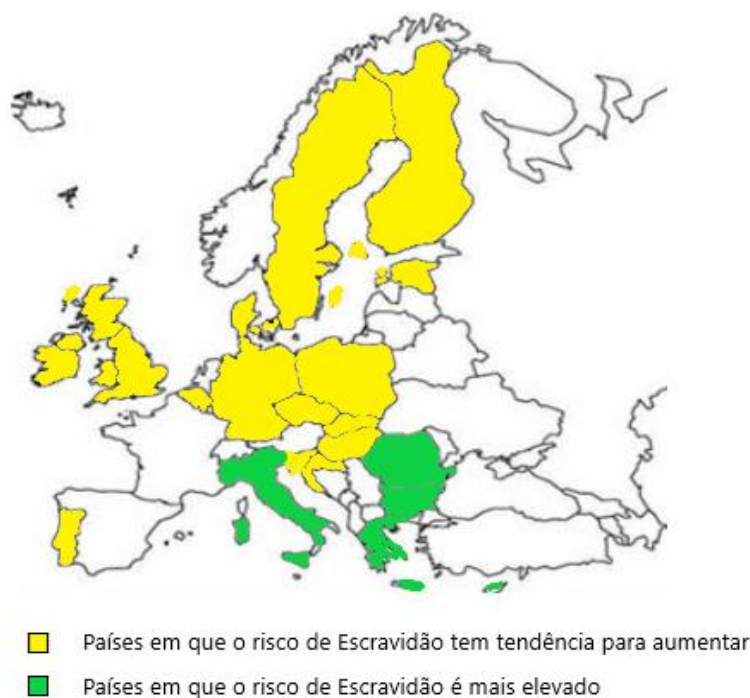 Países em que o risco de Escravidão tem tendência para aumentar
Países em que o risco de Escravidão é mais elevado